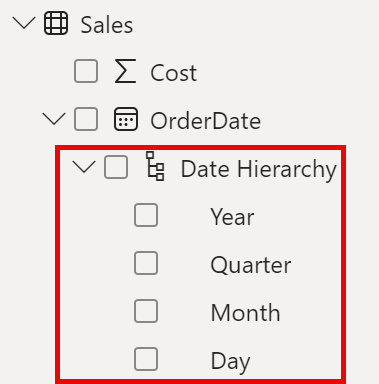 Sales
Cost
OrderDate
Date Hierarchy
Year
Quarter
Month
Day